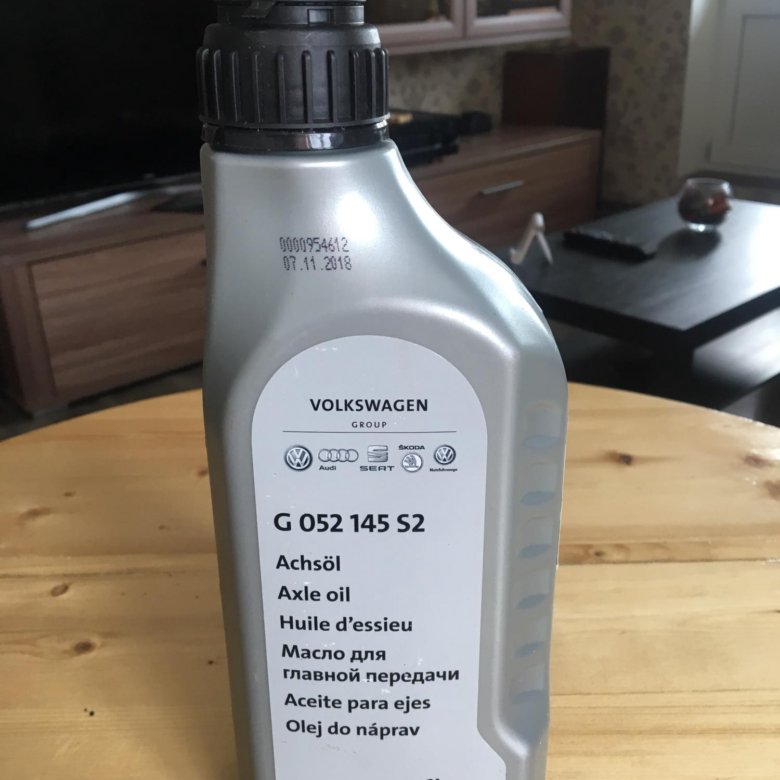 0000954612
07.11.2018
VOLKSWAGEN
GROUP
Audi
SEAT
ŠKODA
Nutzfahrzeuge
G 052 145 S2
Achsöl
Axle oil
Huile d'essieu
Масло для
главной передачи
Aceite para ejes
Olej do náprav